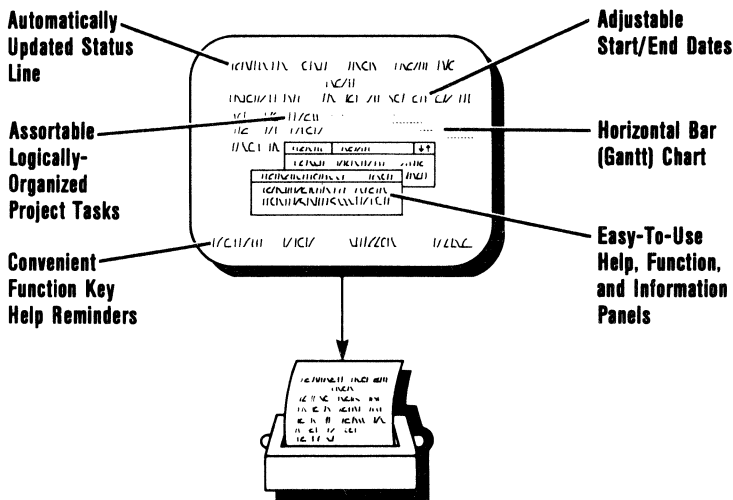 Automatically
Updated Status
Line
Adjustable
Start/End Dates
Assortable
Logically-
Organized
Project Tasks
Horizontal Bar
(Gantt) Chart
Convenient
Function Key
Help Reminders
Easy-To-Use
Help, Function,
and Information
Panels